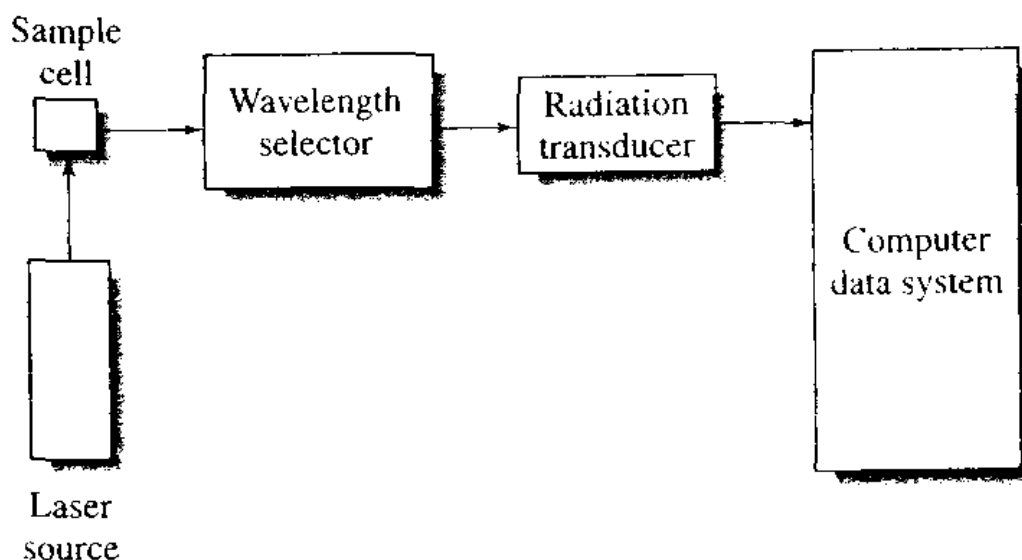 Sample
cell
Wavelength
selector
Radiation
transducer
Computer
data system
Laser
source